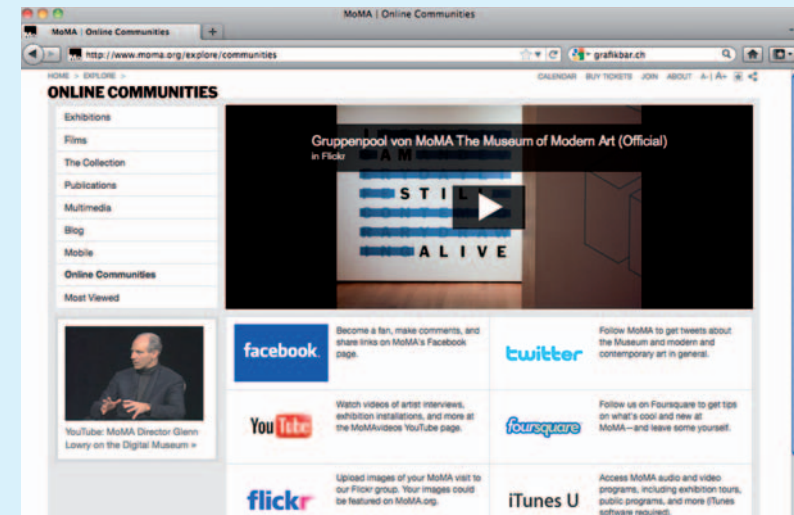 MoMA | Online Communities
MoMA | Online Communities
http://www.moma.org/explore/communities
grafikbar.ch
HOME > EXPLORE >
CALENDAR BUY TICKETS JOIN ABOUT A-| A+
ONLINE COMMUNITIES
Exhibitions
Films
The Collection
Publications
Multimedia
Blog
Mobile
Online Communities
Most Viewed
Gruppenpool von MoMA The Museum of Modern Art (Official)
in Flickr
I
AM
STILL
ALIVE
YouTube: MoMA Director Glenn
Lowry on the Digital Museum »
facebook.
Become a fan, make comments, and
share links on MoMA's Facebook
page.
twitter
Follow MoMA to get tweets about
the Museum and modern and
contemporary art in general.
YouTube
Watch videos of artist interviews,
exhibition installations, and more at
the MoMAvideos YouTube page.
foursquare
Follow us on Foursquare to get tips
on what's cool and new at
MoMA—and leave some yourself.
flickr
Upload images of your MoMA visit to
our Flickr group. Your images could
be featured on MoMA.org.
iTunes U
Access MoMA audio and video
programs, including exhibition tours,
public programs, and more (iTunes
software required).